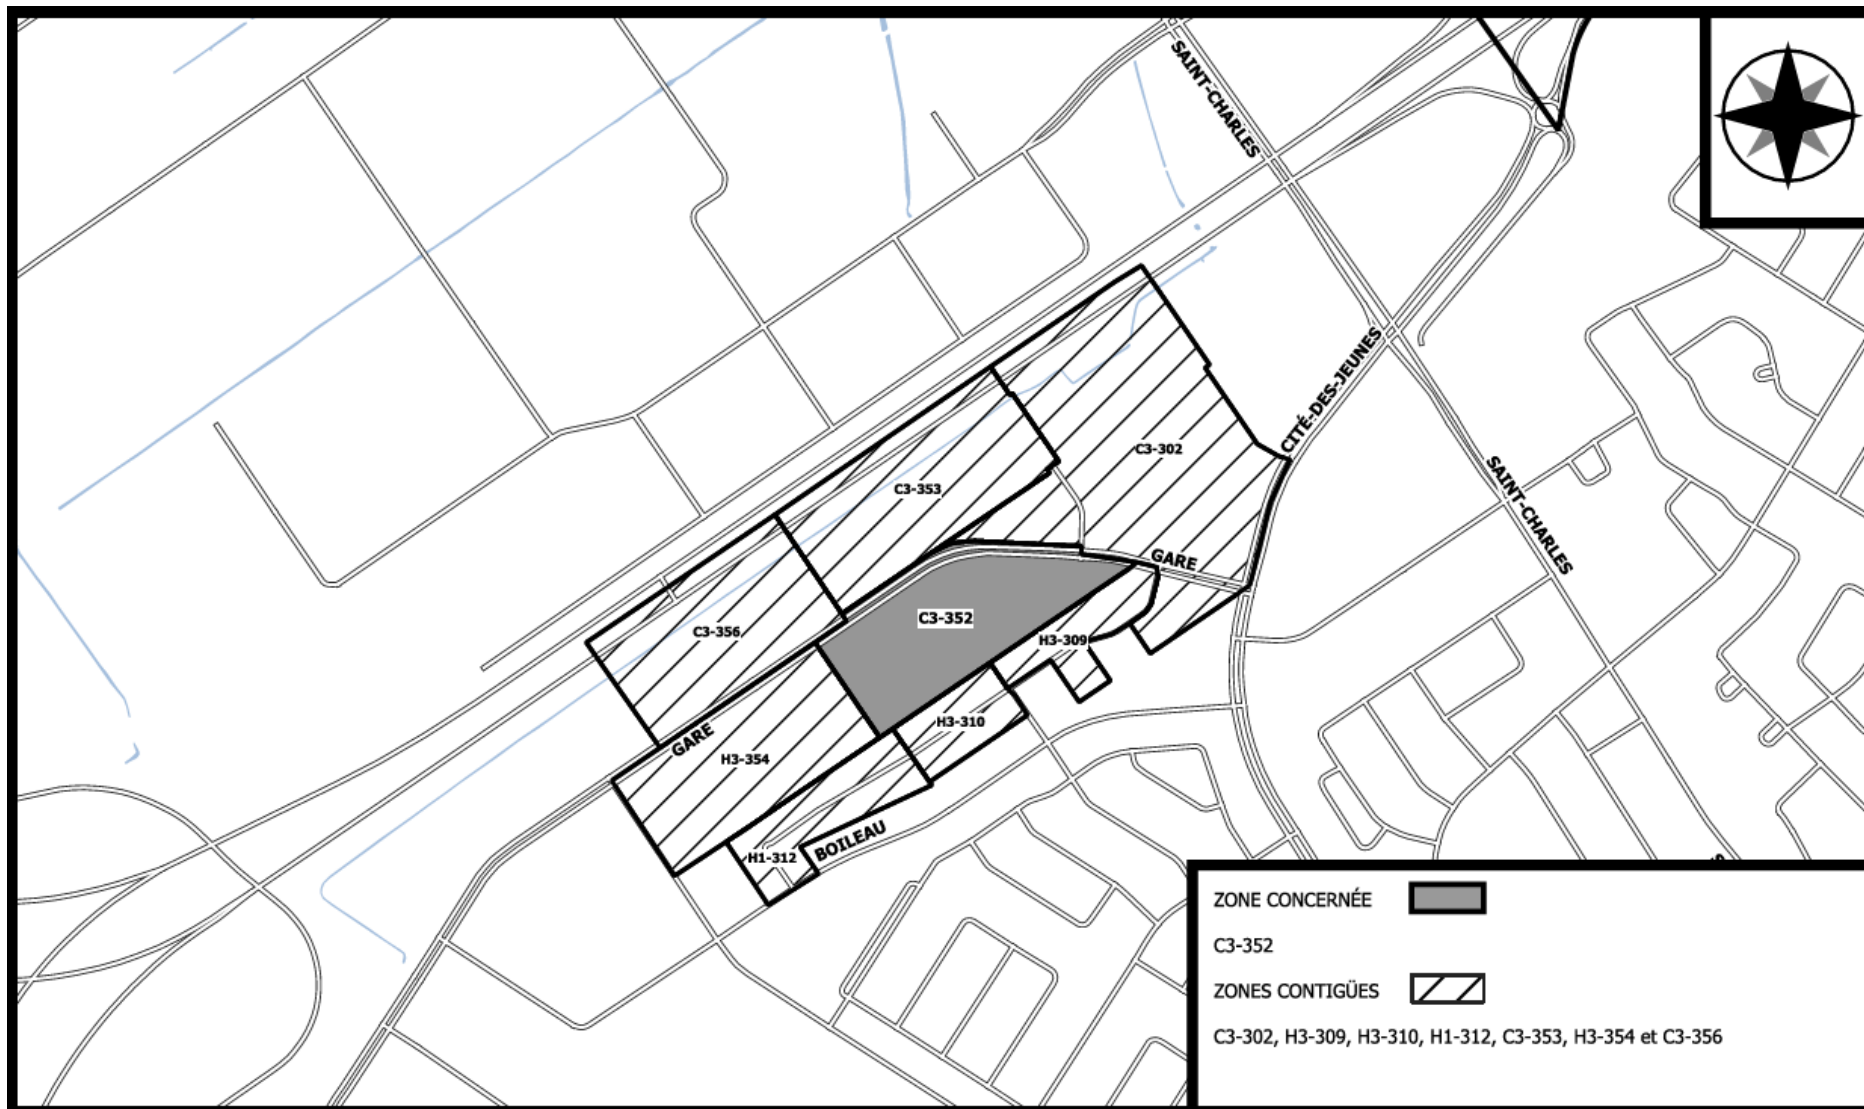 SAINT-CHARLES
CITÉ-DES-JEUNES
C3-302
SAINT-CHARLES
C3-353
GARE
C3-352
C3-356
H3-309
H3-310
GARE
H3-354
BOILEAU
H1-312
ZONE CONCERNÉE
C3-352
ZONES CONTIGÜES
C3-302, H3-309, H3-310, H1-312, C3-353, H3-354 et C3-356